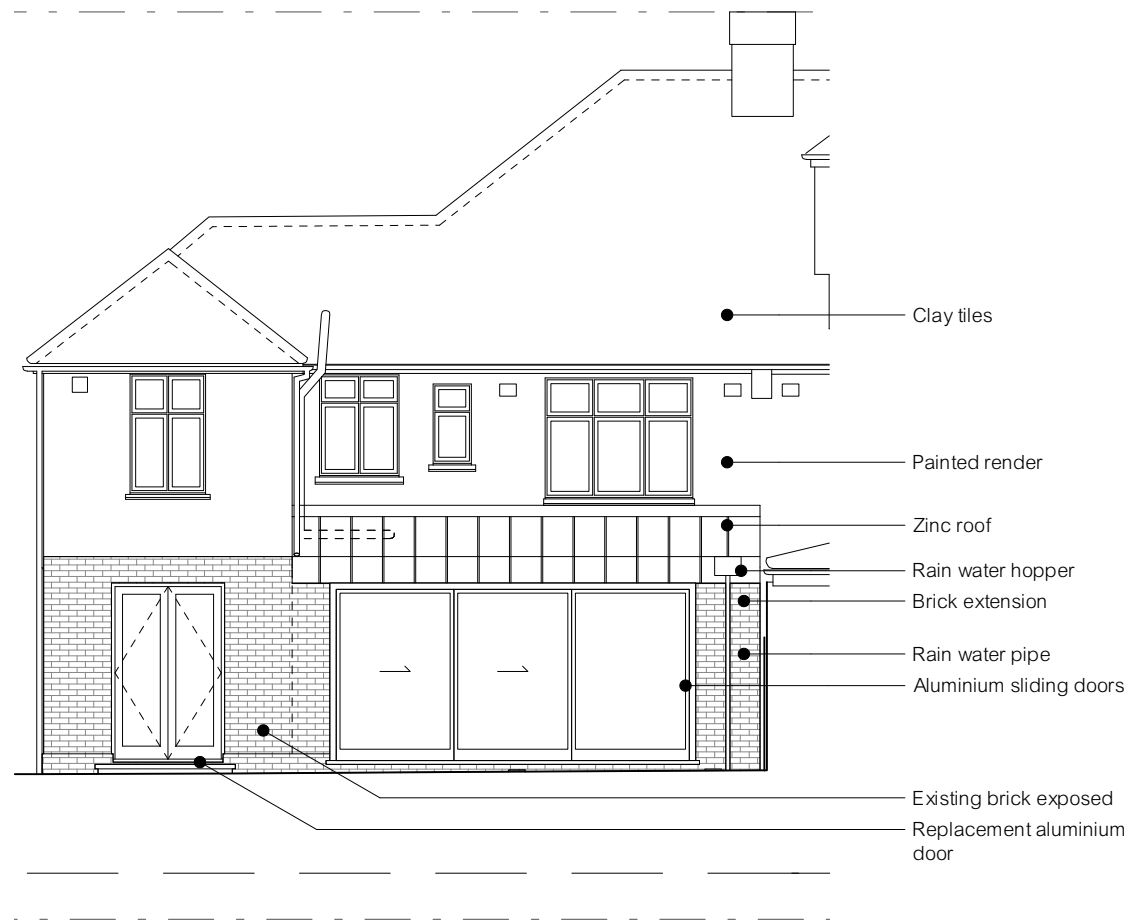 Clay tiles
Painted render
Zinc roof
Rain water hopper
Brick extension
Rain water pipe
Aluminium sliding doors
Existing brick exposed
Replacement aluminium
door